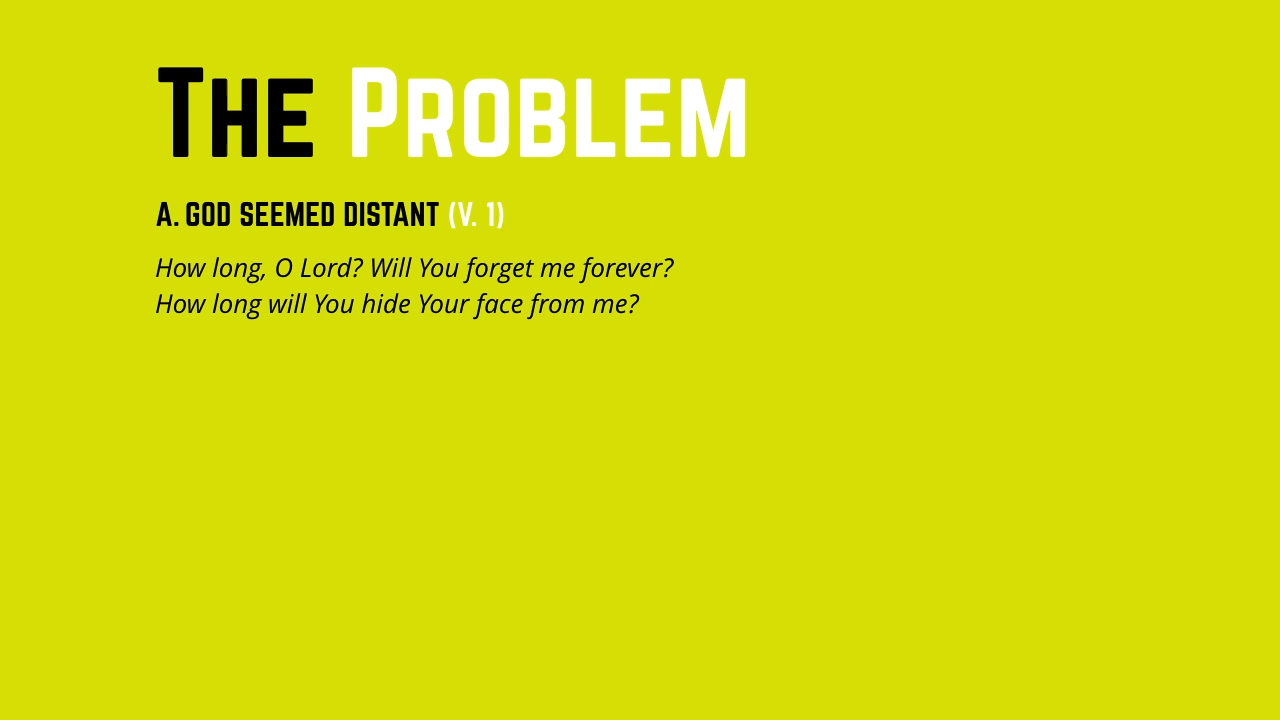 The Problem
A. GOD SEEMED DISTANT (V. 1)
How long, O Lord? Will You forget me forever?
How long will You hide Your face from me?